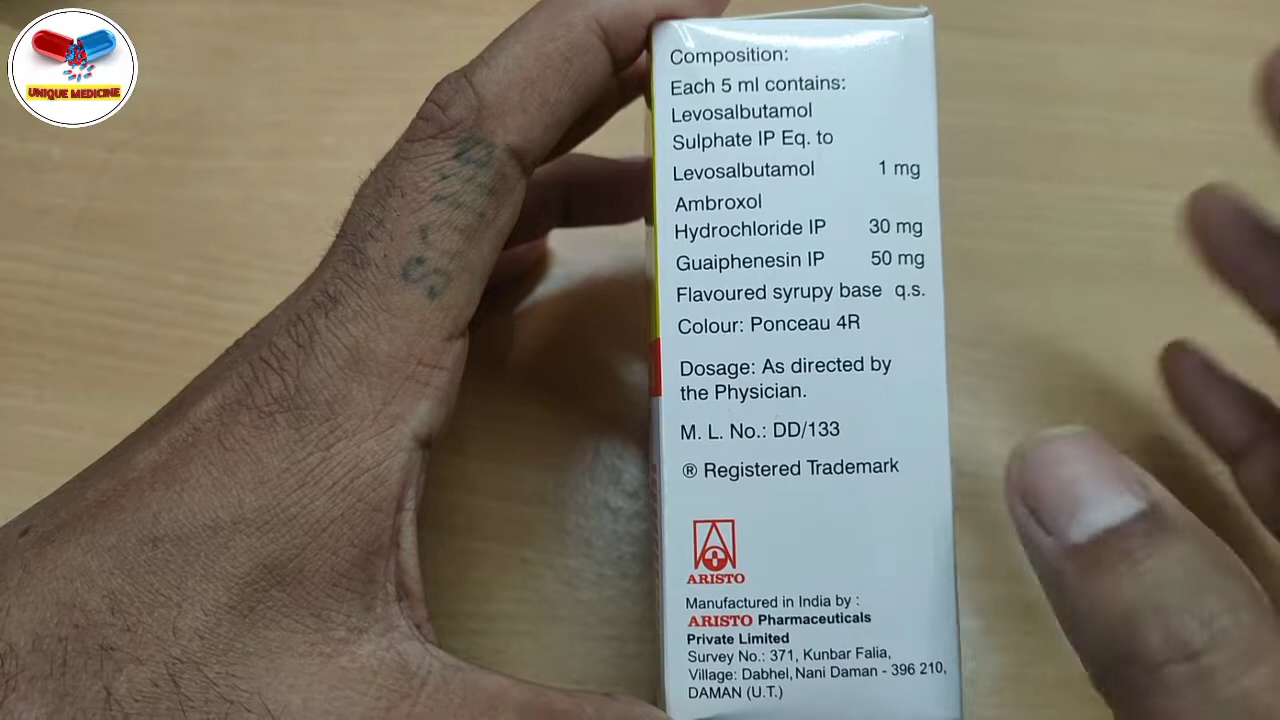 UNIQUE MEDICINE
Composition:
Each 5 ml contains:
Levosalbutamol
Sulphate IP Eq. to
Levosalbutamol 1 mg
Ambroxol
Hydrochloride IP 30 mg
Guaiphenesin IP 50 mg
Flavoured syrupy base q.s.
Colour: Ponceau 4R
Dosage: As directed by
the Physician.
M. L. No.: DD/133
® Registered Trademark
ARISTO
Manufactured in India by :
ARISTO Pharmaceuticals
Private Limited
Survey No.: 371, Kunbar Falia,
Village: Dabhel, Nani Daman - 396 210,
DAMAN (U.T.)